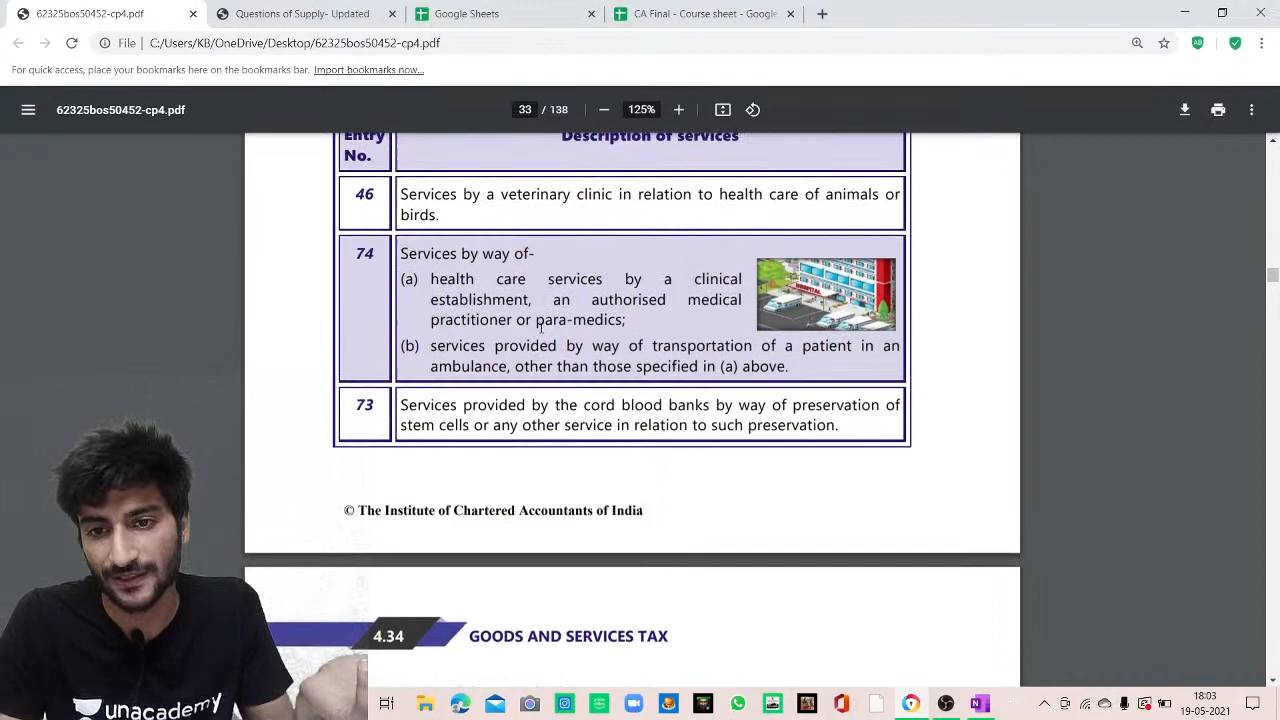 62325bos50452-cp4.pdf
Questions of Supply- Updated
Google Sheets
CA Final - Course sheet - Google
File
C:/Users/KB/OneDrive/Desktop/62325bos50452-cp4.pdf
For quick access, place your bookmarks here on the bookmarks bar. Import bookmarks now...
62325bos50452-cp4.pdf
33 / 138
125%
Entry No.
Description of services
46
Services by a veterinary clinic in relation to health care of animals or
birds.
74
Services by way of-
(a) health care services by a clinical
establishment, an authorised medical
practitioner or para-medics;
HOSPITAL
(b) services provided by way of transportation of a patient in an
ambulance, other than those specified in (a) above.
73
Services provided by the cord blood banks by way of preservation of
stem cells or any other service in relation to such preservation.
© The Institute of Chartered Accountants of India
4.34
GOODS AND SERVICES TAX
unacademy
18:03
19-05-2021